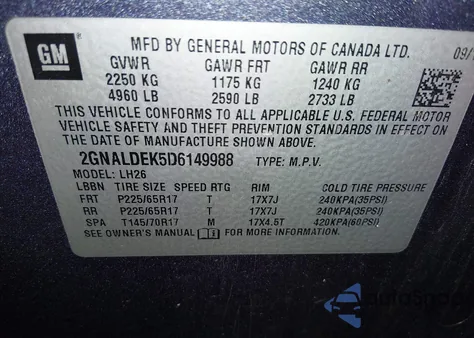 GM
MFD BY GENERAL MOTORS OF CANADA LTD. 09/
GVWR GAWR FRT GAWR RR
2250 KG 1175 KG 1240 KG
4960 LB 2590 LB 2733 LB
THIS VEHICLE CONFORMS TO ALL APPLICABLE U.S. FEDERAL MOTOR
VEHICLE SAFETY AND THEFT PREVENTION STANDARDS IN EFFECT ON
THE DATE OF MANUFACTURE SHOWN ABOVE.
2GNALDEK5D6149988 TYPE: M.P.V.
MODEL: LH26
LBBN TIRE SIZE SPEED RTG RIM COLD TIRE PRESSURE
FRT P225/65R17 T 17X7J 240KPA(35PSI)
RR P225/65R17 T 17X7J 240KPA(35PSI)
SPA T145/70R17 M 17X4.5T 420KPA(60PSI)
SEE OWNER'S MANUAL FOR MORE INFORMATION